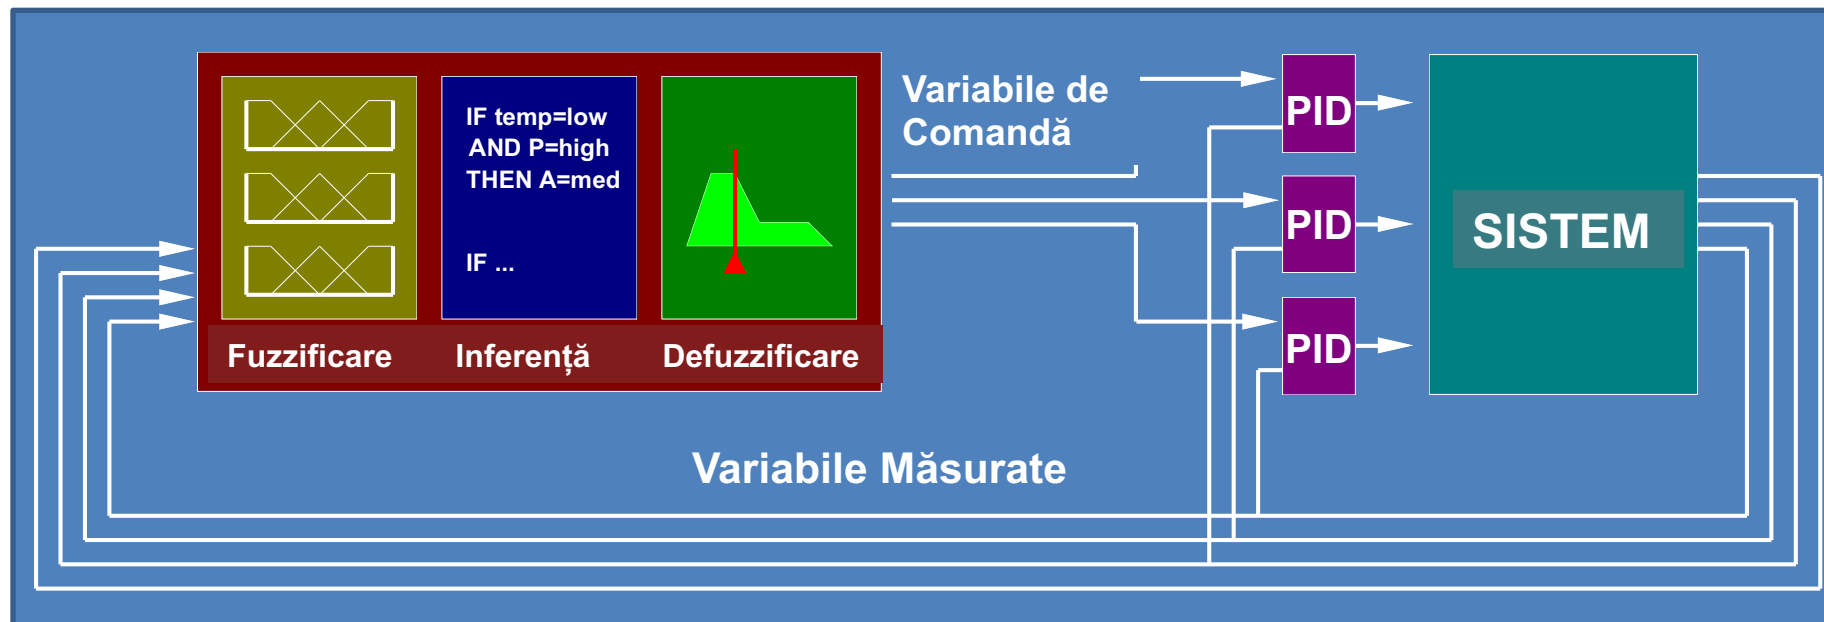 IF temp=low
AND P=high
THEN A=med
IF ...
Fuzzificare
Inferență
Defuzzificare
Variabile de
Comandă
PID
PID
PID
SISTEM
Variabile Măsurate